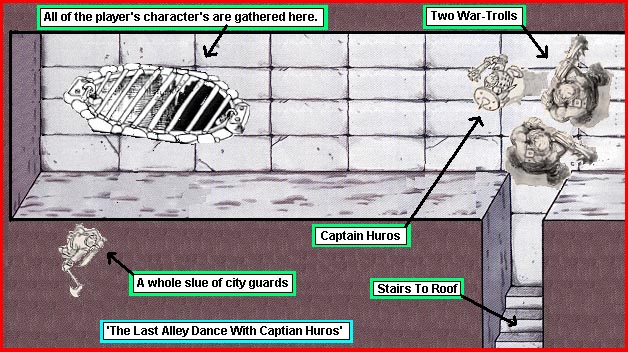 All of the player's character's are gathered here.
Two War-Trolls
Captain Huros
A whole slue of city guards
Stairs To Roof
'The Last Alley Dance With Captian Huros'